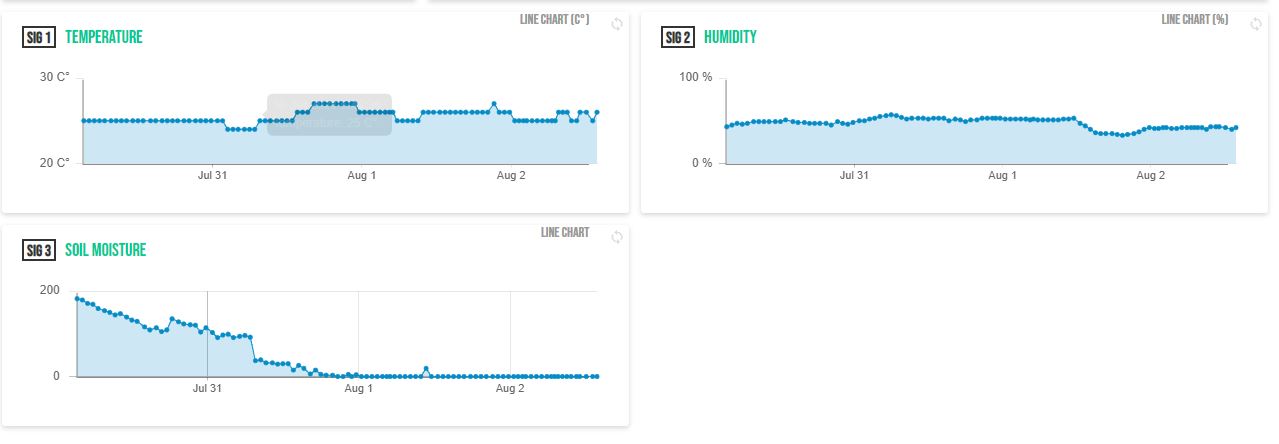 LINE CHART (C°)
SIG 1 TEMPERATURE
30 C°
20 C°
Jul 31 Aug 1 Aug 2
LINE CHART (%)
SIG 2 HUMIDITY
100 %
0 %
Jul 31 Aug 1 Aug 2
LINE CHART
SIG 3 SOIL MOISTURE
200
0
Jul 31 Aug 1 Aug 2